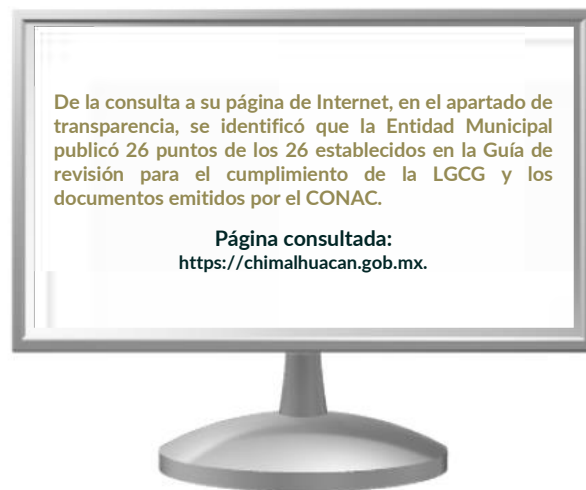 De la consulta a su página de Internet, en el apartado de
transparencia, se identificó que la Entidad Municipal
publicó 26 puntos de los 26 establecidos en la Guía de
revisión para el cumplimiento de la LGCG y los
documentos emitidos por el CONAC.
Página consultada:
https://chimalhuacan.gob.mx.